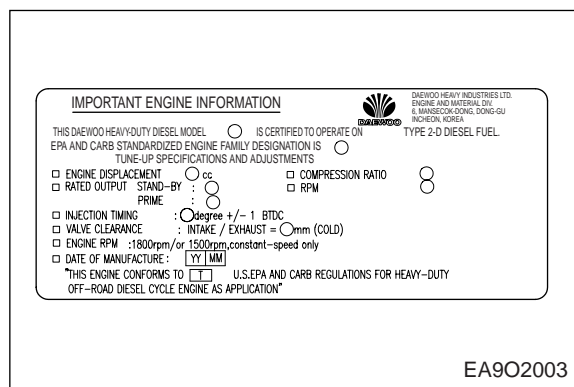 IMPORTANT ENGINE INFORMATION
DAEWOO
DAEWOO HEAVY INDUSTRIES LTD.
ENGINE AND MATERIAL DIV.
6, MANSECOK-DONG, DONG-GU
INCHEON, KOREA
THIS DAEWOO HEAVY-DUTY DIESEL MODEL ○ IS CERTIFIED TO OPERATE ON TYPE 2-D DIESEL FUEL.
EPA AND CARB STANDARDIZED ENGINE FAMILY DESIGNATION IS ○
TUNE-UP SPECIFICATIONS AND ADJUSTMENTS
□ ENGINE DISPLACEMENT ○ cc □ COMPRESSION RATIO ○
□ RATED OUTPUT STAND-BY : ○ □ RPM ○
PRIME : ○
□ INJECTION TIMING : ○degree +/- 1 BTDC
□ VALVE CLEARANCE : INTAKE / EXHAUST = ○mm (COLD)
□ ENGINE RPM :1800rpm/or 1500rpm,constant-speed only
□ DATE OF MANUFACTURE : YY MM
"THIS ENGINE CONFORMS TO T U.S.EPA AND CARB REGULATIONS FOR HEAVY-DUTY
OFF-ROAD DIESEL CYCLE ENGINE AS APPLICATION"
EA9O2003